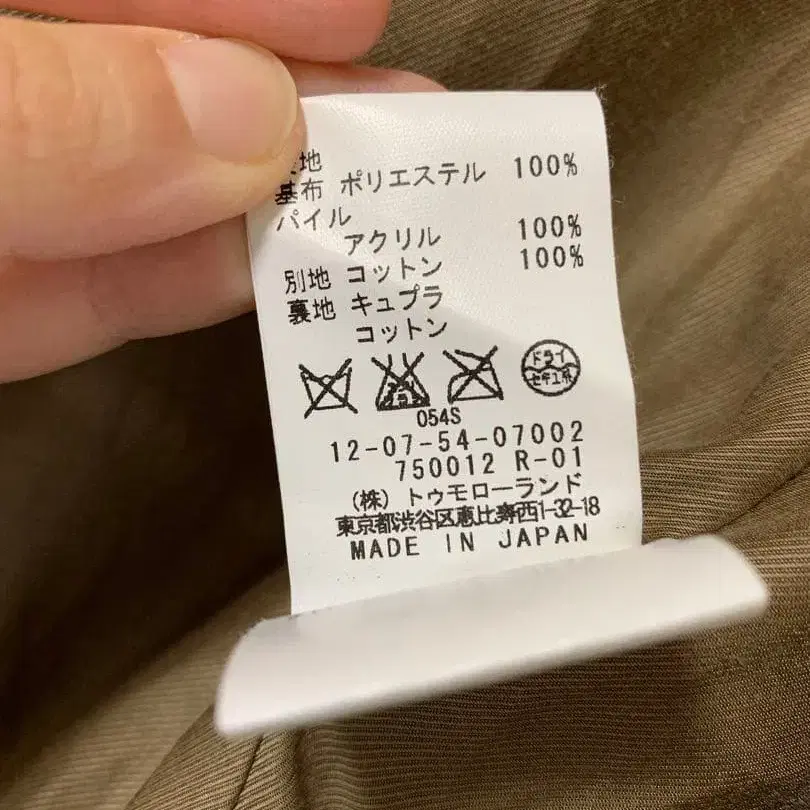 地
基布 ポリエステル 100%
パイル
アクリル 100%
別地 コットン 100%
裏地 キュプラ
コットン
ドライ
セキユ系
054S
12-07-54-07002
750012 R-01
(株) トゥモローランド
東京都渋谷区恵比寿西1-32-18
MADE IN JAPAN